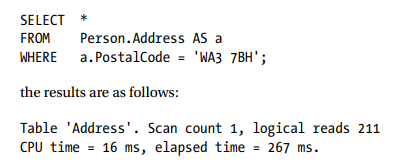 SELECT *
FROM Person.Address AS a
WHERE a.PostalCode = 'WA3 7BH';
the results are as follows:
Table 'Address'. Scan count 1, logical reads 211
CPU time = 16 ms, elapsed time = 267 ms.